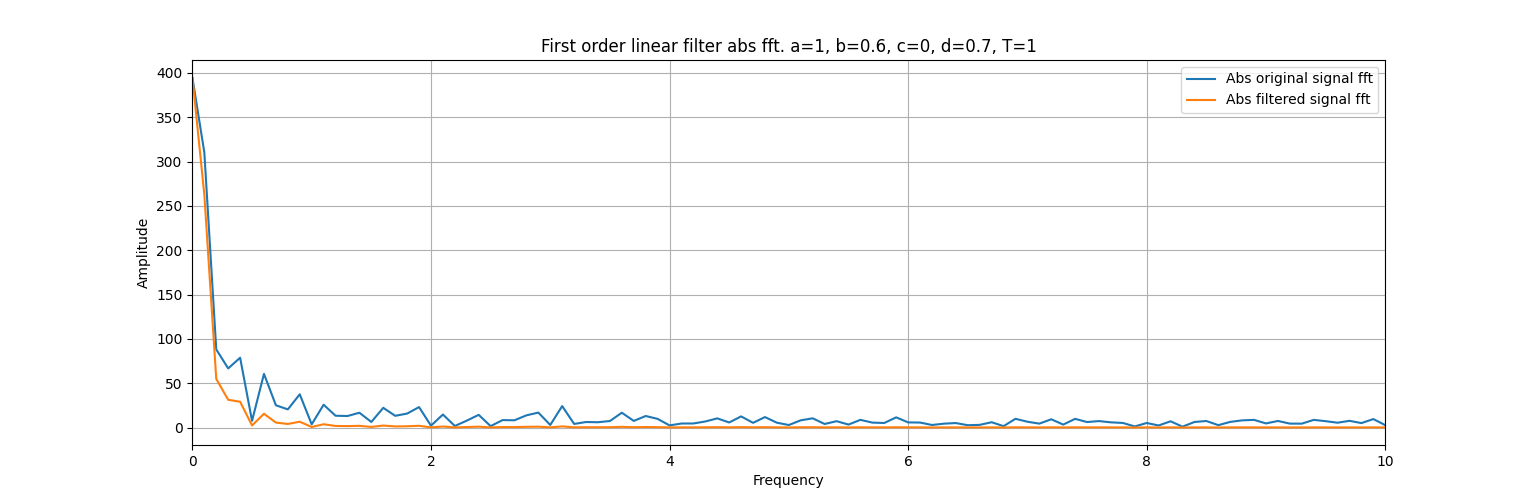 First order linear filter abs fft. a=1, b=0.6, c=0, d=0.7, T=1
Abs original signal fft
Abs filtered signal fft
Amplitude
400
350
300
250
200
150
100
50
0
0 2 4 6 8 10
Frequency